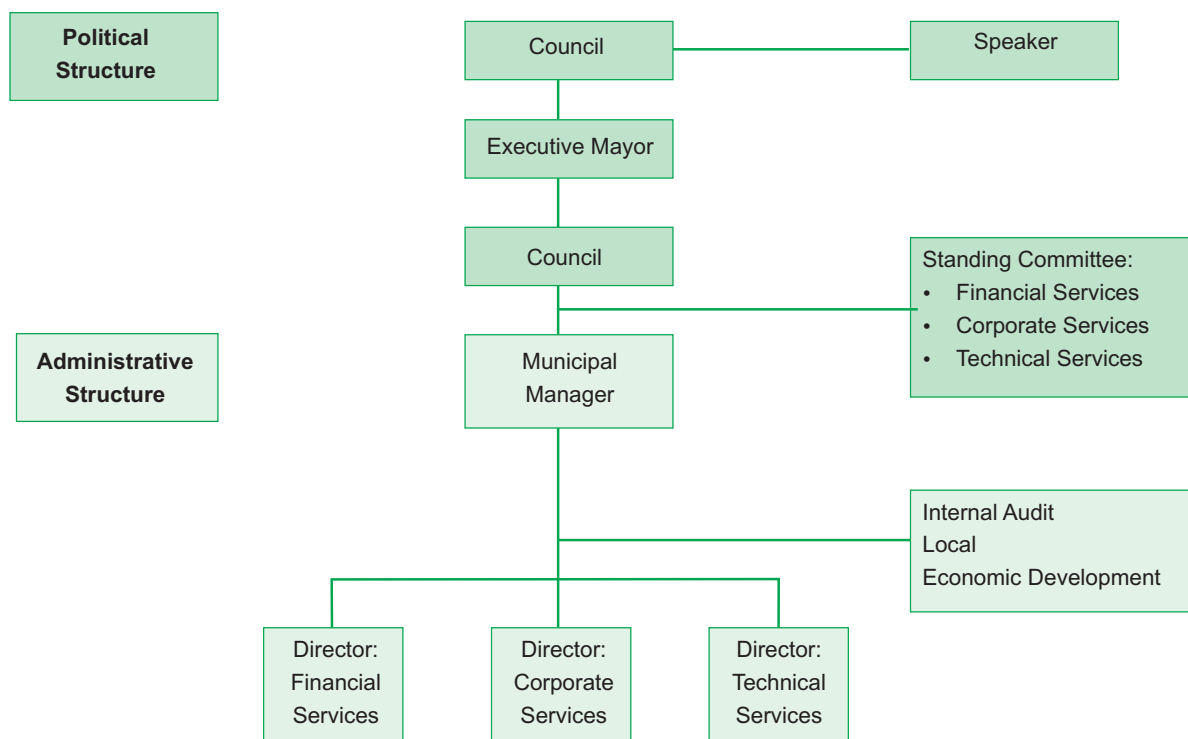 Political
Structure
Council
Speaker
Executive Mayor
Council
Standing Committee:
• Financial Services
• Corporate Services
• Technical Services
Administrative
Structure
Municipal
Manager
Internal Audit
Local
Economic Development
Director:
Financial
Services
Director:
Corporate
Services
Director:
Technical
Services